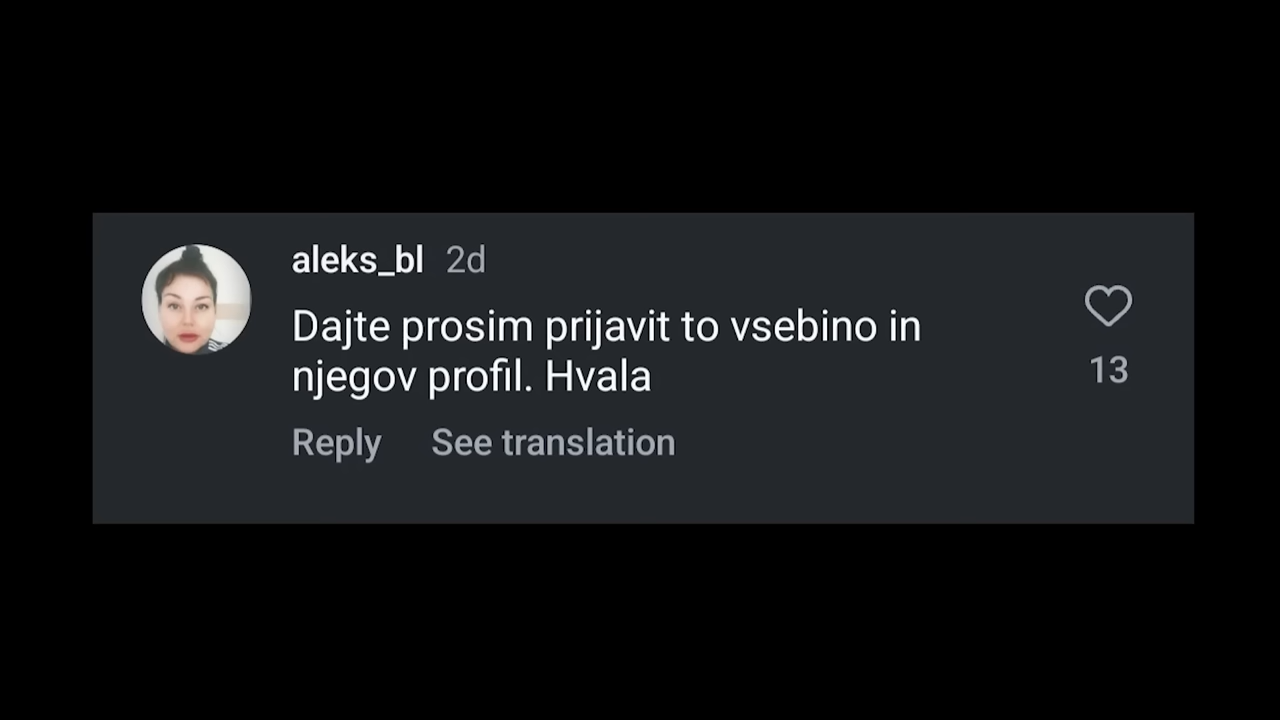 aleks_bl 2d
Dajte prosim prijavit to vsebino in
njegov profil. Hvala
13
Reply See translation